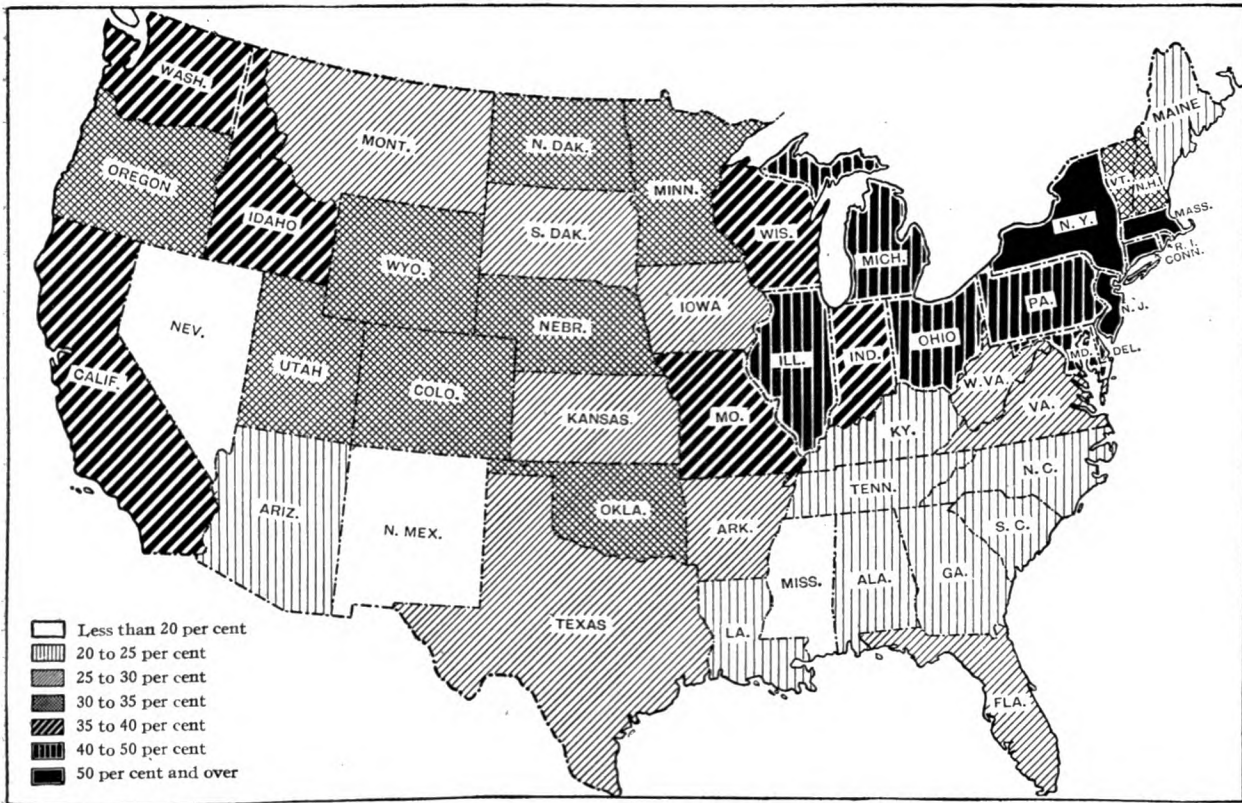 WASH.
MONT.
N. DAK.
MINN.
MAINE
OREGON
IDAHO
S. DAK.
WIS.
MICH.
VT.
N.H.
N. Y.
MASS.
R. I.
CONN.
WYO.
IOWA
PA.
N. J.
NEV.
NEBR.
ILL.
IND.
OHIO
MD.
DEL.
CALIF.
UTAH
COLO.
KANSAS.
MO.
W. VA.
VA.
KY.
N. C.
TENN.
ARIZ.
N. MEX.
OKLA.
ARK.
S. C.
MISS.
ALA.
GA.
TEXAS
LA.
FLA.
Less than 20 per cent
20 to 25 per cent
25 to 30 per cent
30 to 35 per cent
35 to 40 per cent
40 to 50 per cent
50 per cent and over